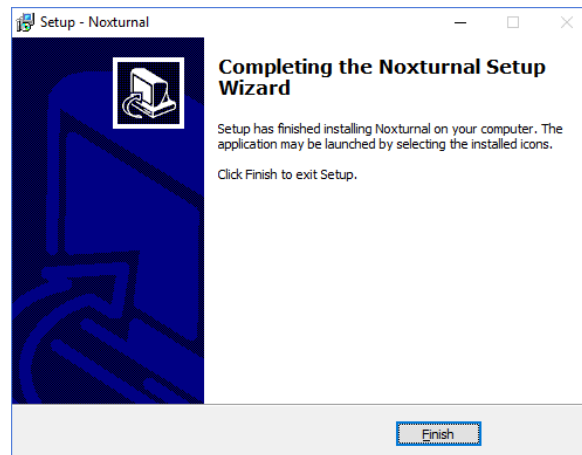 Setup - Noxturnal
Completing the Noxturnal Setup
Wizard
Setup has finished installing Noxturnal on your computer. The
application may be launched by selecting the installed icons.
Click Finish to exit Setup.
Finish